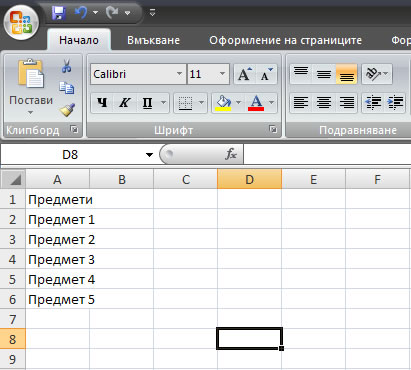 Начало Вмъкване Оформление на страниците Фор
Calibri 11
Постави Ч К П А А
Клипборд Шрифт Подравняване
D8 fx
A B C D E F
1 Предмети
2 Предмет 1
3 Предмет 2
4 Предмет 3
5 Предмет 4
6 Предмет 5
7
8
9